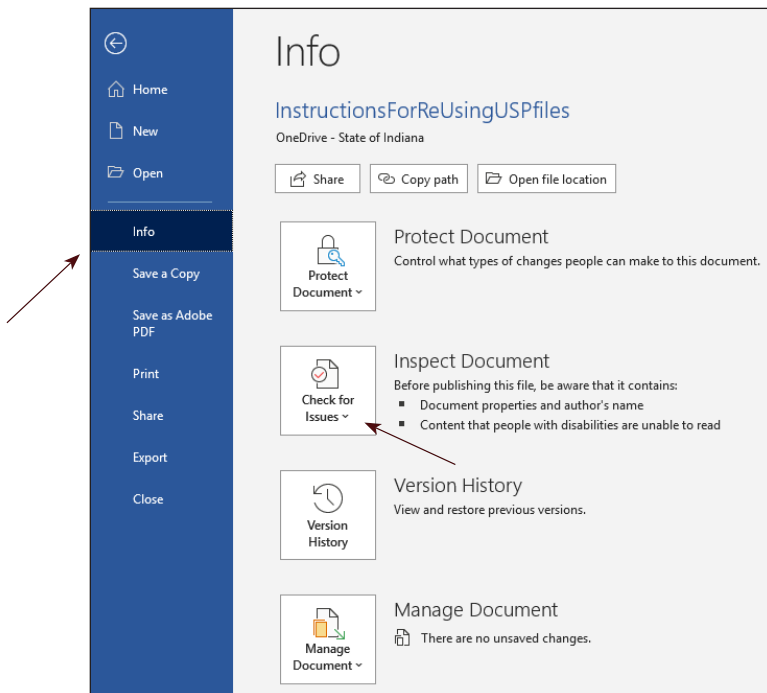 Info
Home
New
Open
Info
Save a Copy
Save as Adobe
PDF
Print
Share
Export
Close
InstructionsForReUsingUSPfiles
OneDrive - State of Indiana
Share
Copy path
Open file location
Protect
Document
Protect Document
Control what types of changes people can make to this document.
Check for
Issues
Inspect Document
Before publishing this file, be aware that it contains:
▪ Document properties and author's name
▪ Content that people with disabilities are unable to read
Version
History
Version History
View and restore previous versions.
Manage
Document
Manage Document
There are no unsaved changes.